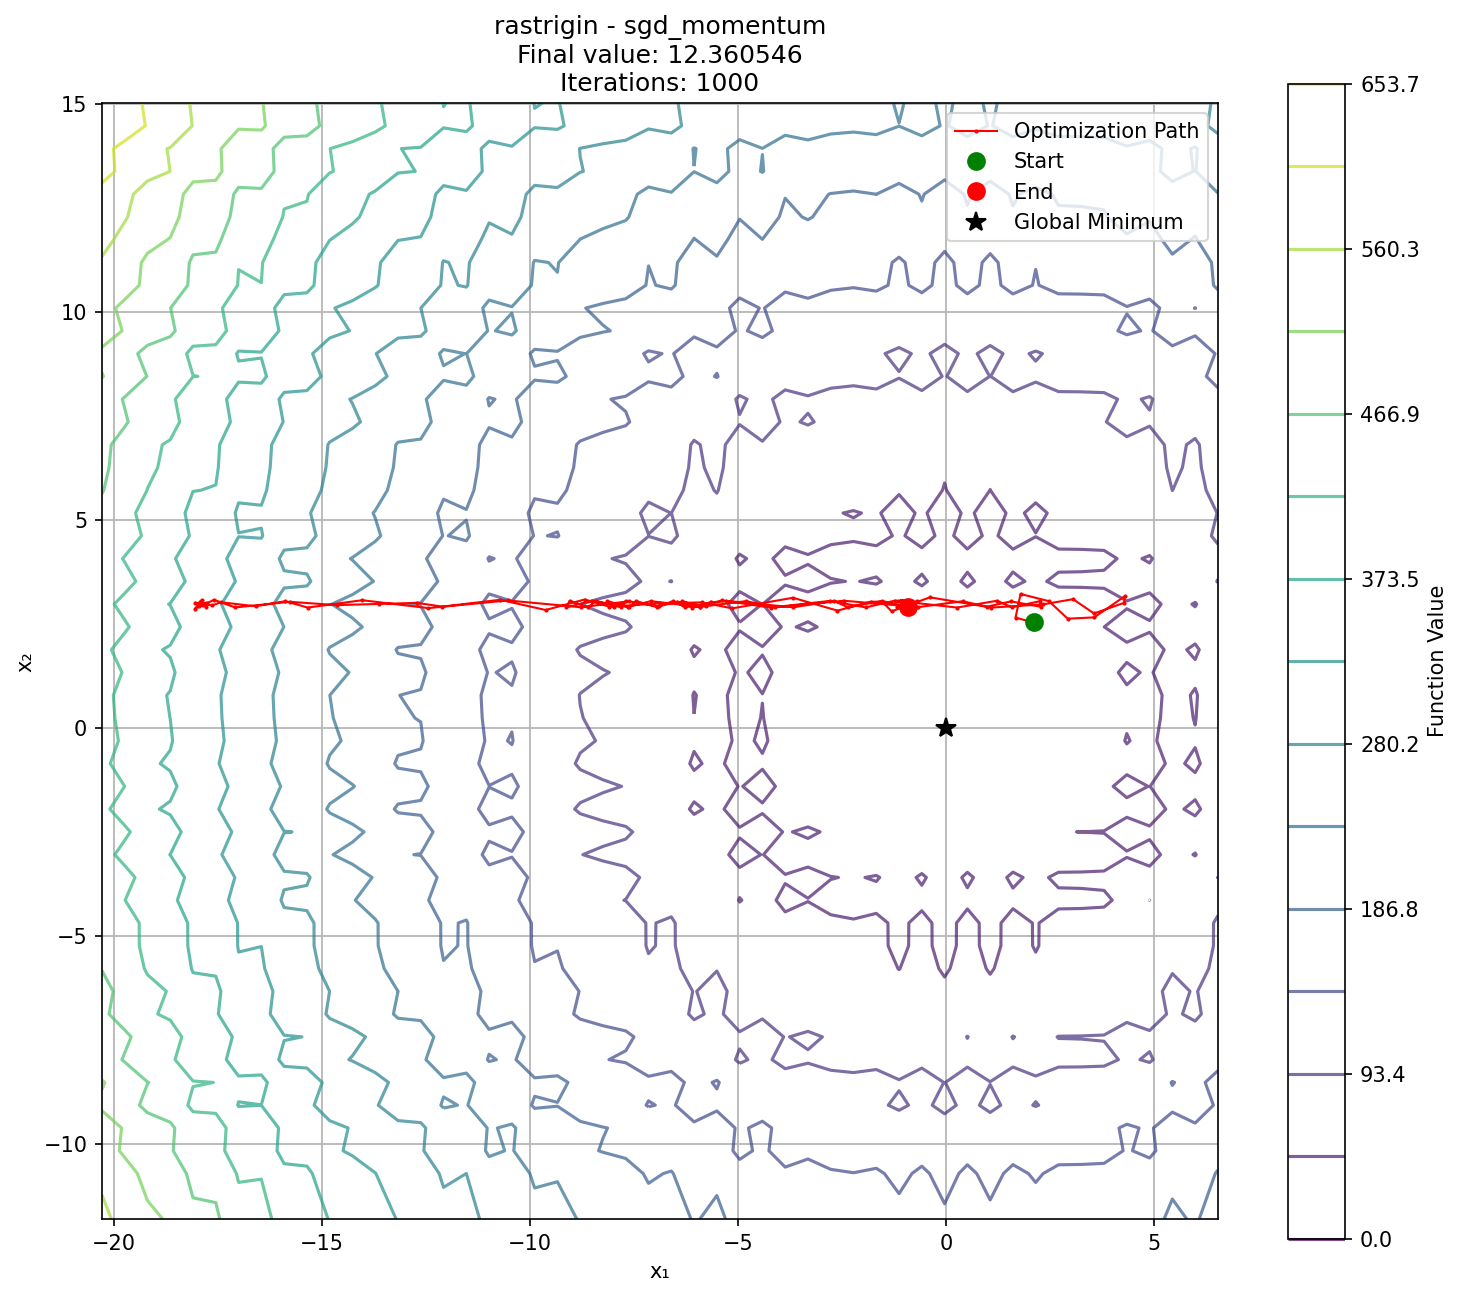 rastrigin - sgd_momentum
Final value: 12.360546
Iterations: 1000
Optimization Path
Start
End
Global Minimum
15
10
5
0
−5
−10
x₂
−20
−15
−10
−5
0
5
x₁
653.7
560.3
466.9
373.5
280.2
186.8
93.4
0.0
Function Value